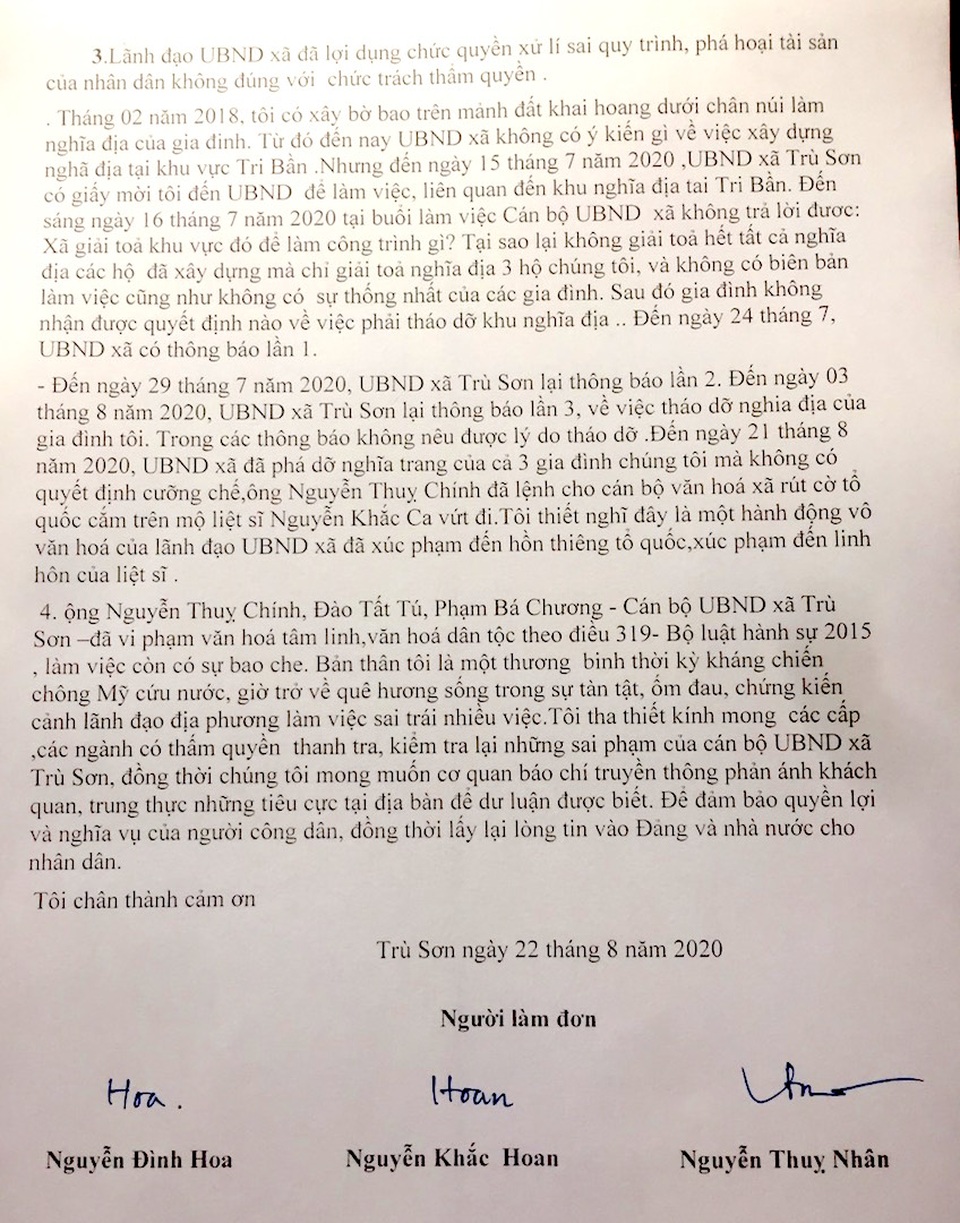 3.Lãnh đạo UBND xã đã lợi dụng chức quyền xử lí sai quy trình, phá hoại tài sản
của nhân dân không đúng với chức trách thẩm quyền .
. Tháng 02 năm 2018, tôi có xây bờ bao trên mảnh đất khai hoang dưới chân núi làm
nghĩa địa của gia đình. Từ đó đến nay UBND xã không có ý kiến gì về việc xây dựng
nghã địa tại khu vực Tri Bần .Nhưng đến ngày 15 tháng 7 năm 2020 ,UBND xã Trù Sơn
có giấy mời tôi đến UBND để làm việc, liên quan đến khu nghĩa địa tai Tri Bần. Đến
sáng ngày 16 tháng 7 năm 2020 tại buổi làm việc Cán bộ UBND xã không trả lời đươc:
Xã giải toả khu vực đó để làm công trình gì? Tại sao lại không giải toả hết tất cả nghĩa
địa các hộ đã xây dựng mà chỉ giải toả nghĩa địa 3 hộ chúng tôi, và không có biên bản
làm việc cũng như không có sự thống nhất của các gia đình. Sau đó gia đình không
nhận được quyết định nào về việc phải tháo dỡ khu nghĩa địa .. Đến ngày 24 tháng 7,
UBND xã có thông báo lần 1.
- Đến ngày 29 tháng 7 năm 2020, UBND xã Trù Sơn lại thông báo lần 2. Đến ngày 03
tháng 8 năm 2020, UBND xã Trù Sơn lại thông báo lần 3, về việc tháo dỡ nghia địa của
gia đình tôi. Trong các thông báo không nêu được lý do tháo dỡ .Đến ngày 21 tháng 8
năm 2020, UBND xã đã phá dỡ nghĩa trang của cả 3 gia đình chúng tôi mà không có
quyết định cưỡng chế,ông Nguyễn Thuỵ Chính đã lệnh cho cán bộ văn hoá xã rút cờ tổ
quốc cắm trên mộ liệt sĩ Nguyễn Khắc Ca vứt đi.Tôi thiết nghĩ đây là một hành động vô
văn hoá của lãnh đạo UBND xã đã xúc phạm đến hồn thiêng tổ quốc,xúc phạm đến linh
hồn của liệt sĩ .
4. ộng Nguyễn Thuỵ Chính, Đào Tất Tú, Phạm Bá Chương - Cán bộ UBND xã Trù
Sơn –đã vi phạm văn hoá tâm linh,văn hoá dân tộc theo điều 319- Bộ luật hành sự 2015
, làm việc còn có sự bao che. Bản thân tôi là một thương binh thời kỳ kháng chiến
chống Mỹ cứu nước, giờ trở về quê hương sống trong sự tàn tật, ốm đau, chứng kiến
cảnh lãnh đạo địa phương làm việc sai trái nhiều việc.Tôi tha thiết kính mong các cấp
,các ngành có thẩm quyền thanh tra, kiểm tra lại những sai phạm của cán bộ UBND xã
Trù Sơn, đồng thời chúng tôi mong muốn cơ quan báo chí truyền thông phản ánh khách
quan, trung thực những tiêu cực tại địa bàn để dư luận được biết. Để đảm bảo quyền lợi
và nghĩa vụ của người công dân, đồng thời lấy lại lòng tin vào Đảng và nhà nước cho
nhân dân.
Tôi chân thành cảm ơn
Trù Sơn ngày 22 tháng 8 năm 2020
Người làm đơn
Hoa. Hoan
Nguyễn Đình Hoa Nguyễn Khắc Hoan Nguyễn Thuỵ Nhân